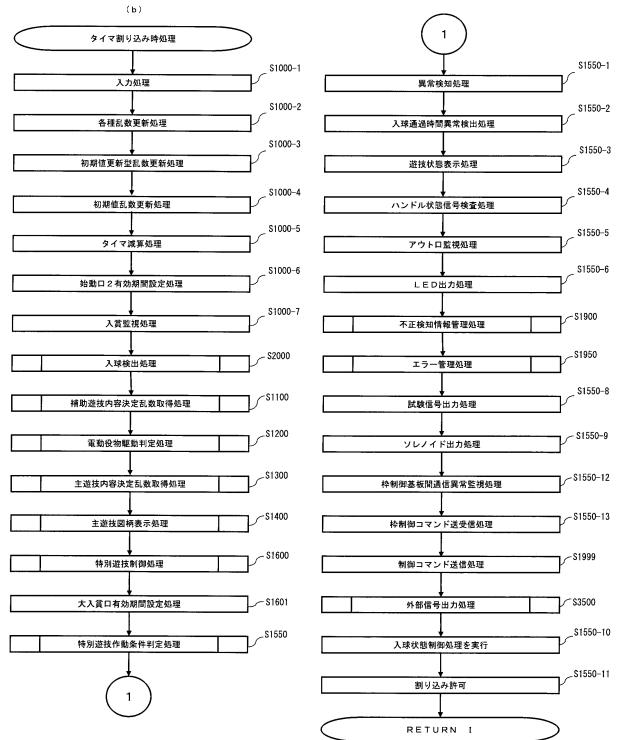 (b)
タイマ割り込み時処理
入力処理
S1000-1
各種乱数更新処理
S1000-2
初期値更新型乱数更新処理
S1000-3
初期値乱数更新処理
S1000-4
タイマ減算処理
S1000-5
始動口2有効期間設定処理
S1000-6
入賞監視処理
S1000-7
入球検出処理
S2000
補助遊技内容決定乱数取得処理
S1100
電動役物駆動判定処理
S1200
主遊技内容決定乱数取得処理
S1300
主遊技図柄表示処理
S1400
特別遊技制御処理
S1600
大入賞口有効期間設定処理
S1601
特別遊技作動条件判定処理
S1550
1
1
異常検知処理
S1550-1
入球通過時間異常検出処理
S1550-2
遊技状態表示処理
S1550-3
ハンドル状態信号検査処理
S1550-4
アウトロ監視処理
S1550-5
LED出力処理
S1550-6
不正検知情報管理処理
S1900
エラー管理処理
S1950
試験信号出力処理
S1550-8
ソレノイド出力処理
S1550-9
枠制御基板間通信異常監視処理
S1550-12
枠制御コマンド送受信処理
S1550-13
制御コマンド送信処理
S1999
外部信号出力処理
S3500
入球状態制御処理を実行
S1550-10
割り込み許可
S1550-11
RETURN I